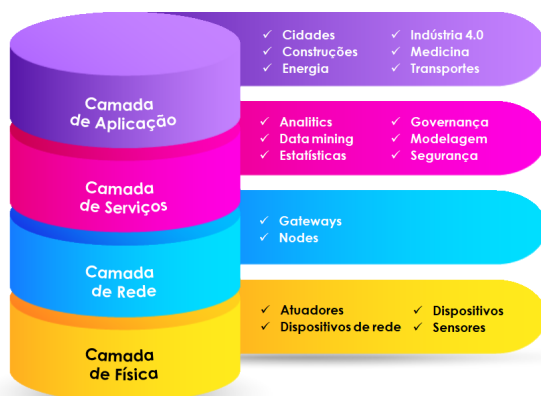 Camada
de Aplicação
✓ Cidades
✓ Construções
✓ Energia
✓ Indústria 4.0
✓ Medicina
✓ Transportes
Camada
de Serviços
✓ Analitics
✓ Data mining
✓ Estatísticas
✓ Governança
✓ Modelagem
✓ Segurança
Camada
de Rede
✓ Gateways
✓ Nodes
Camada
de Física
✓ Atuadores
✓ Dispositivos de rede
✓ Dispositivos
✓ Sensores